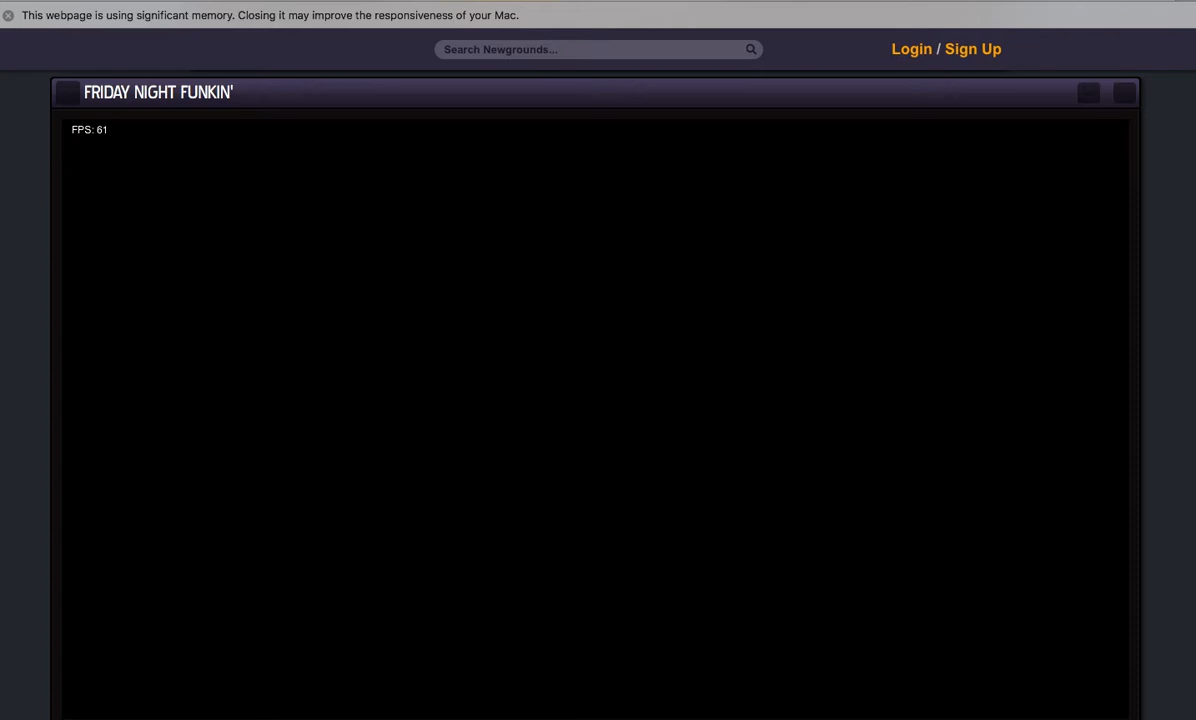 This webpage is using significant memory. Closing it may improve the responsiveness of your Mac.
Search Newgrounds...
Login / Sign Up
FRIDAY NIGHT FUNKIN'
FPS: 61